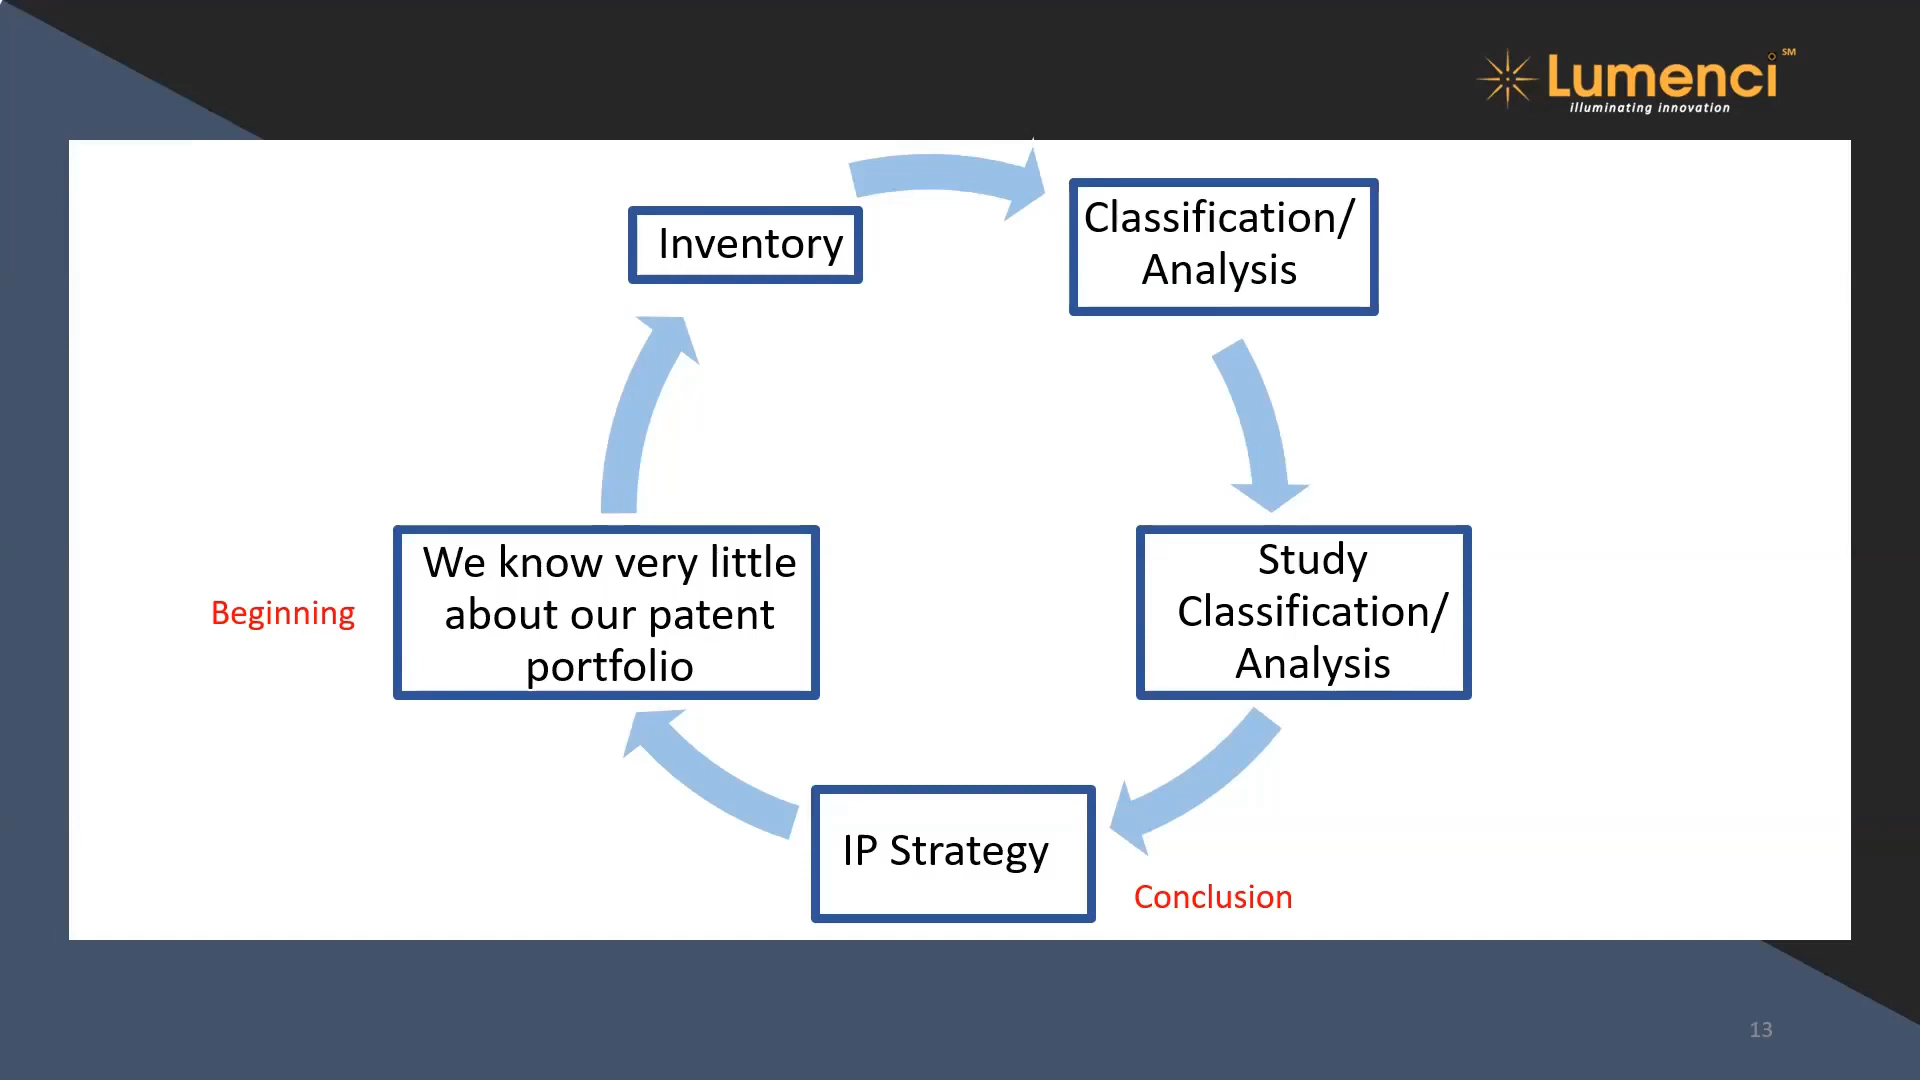 Lumenci SM
illuminating innovation
Inventory
Classification/
Analysis
Beginning
We know very little
about our patent
portfolio
Study
Classification/
Analysis
IP Strategy
Conclusion
13